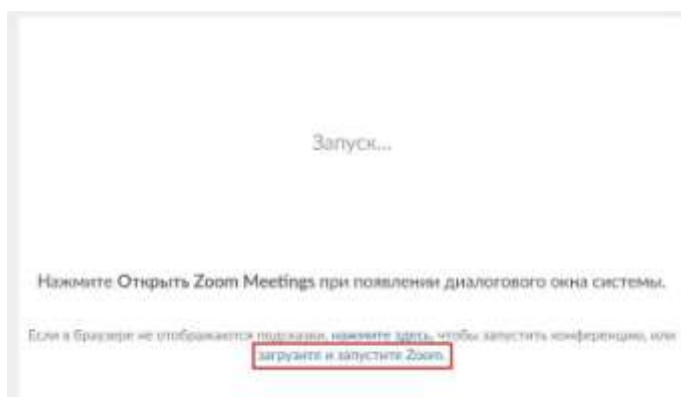 Запуск...
Нажмите Открыть Zoom Meetings при появлении диалогового окна системы.
Если в браузере не отображаются подсказки, нажмите здесь, чтобы запустить конференцию, или
загрузите и запустите Zoom.